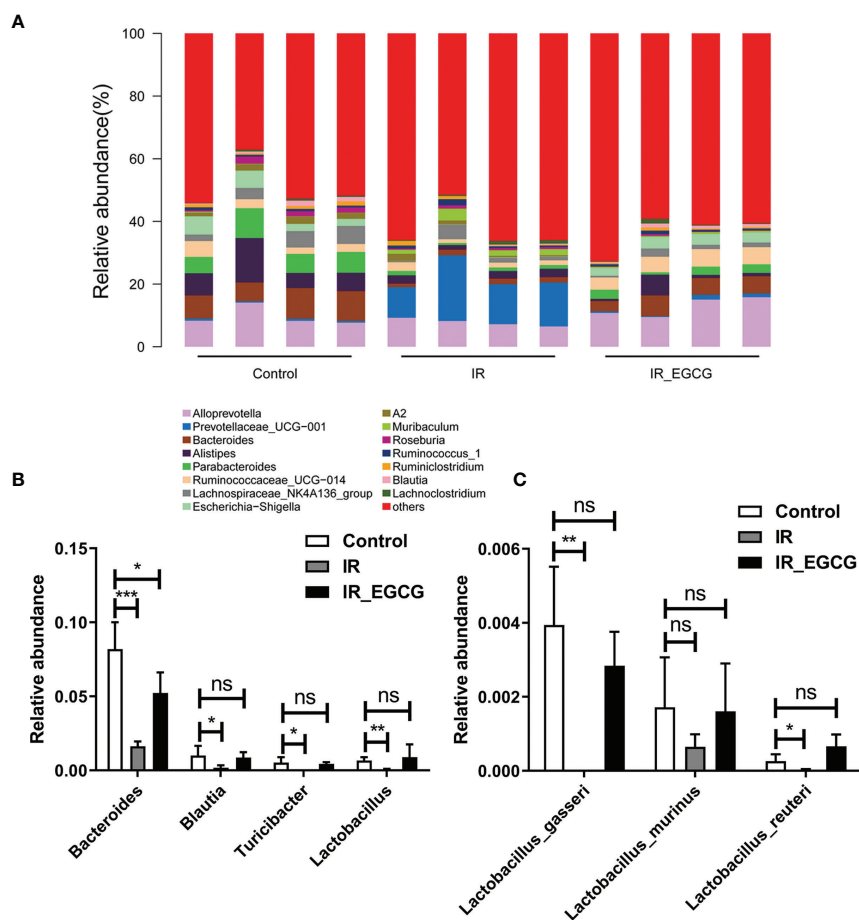 A
Relative abundance(%)
100
80
60
40
20
0
Control
IR
IR_EGCG
Alloprevotella
Prevotellaceae_UCG−001
Bacteroides
Alistipes
Parabacteroides
Ruminococcaceae_UCG−014
Lachnospiraceae_NK4A136_group
Escherichia−Shigella
A2
Muribaculum
Roseburia
Ruminococcus_1
Ruminiclostridium
Blautia
Lachnoclostridium
others
B
Relative abundance
0.15
0.10
0.05
0.00
Control
IR
IR_EGCG
*
***
ns
*
ns
*
ns
**
Bacteroides
Blautia
Turicibacter
Lactobacillus
C
Relative abundance
0.006
0.004
0.002
0.000
Control
IR
IR_EGCG
ns
**
ns
ns
ns
*
Lactobacillus_gasseri
Lactobacillus_murinus
Lactobacillus_reuteri